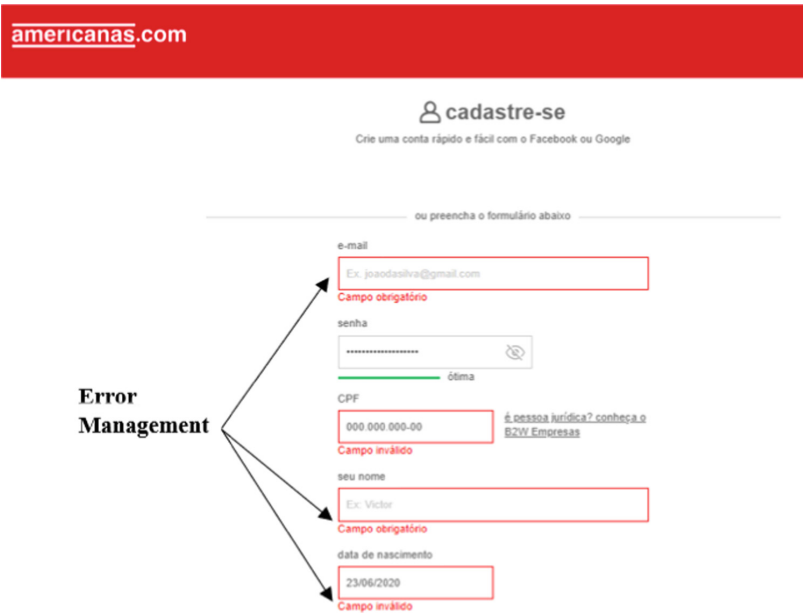 americanas.com
cadastre-se
Crie uma conta rápido e fácil com o Facebook ou Google
ou preencha o formulário abaixo
e-mail
Ex. joaodasilva@gmail.com
Campo obrigatório
senha
•••••••••••••••••••
ótima
Error
Management
CPF
000.000.000-00
Campo inválido
é pessoa jurídica? conheça o
B2W Empresas
seu nome
Ex: Victor
Campo obrigatório
data de nascimento
23/06/2020
Campo inválido